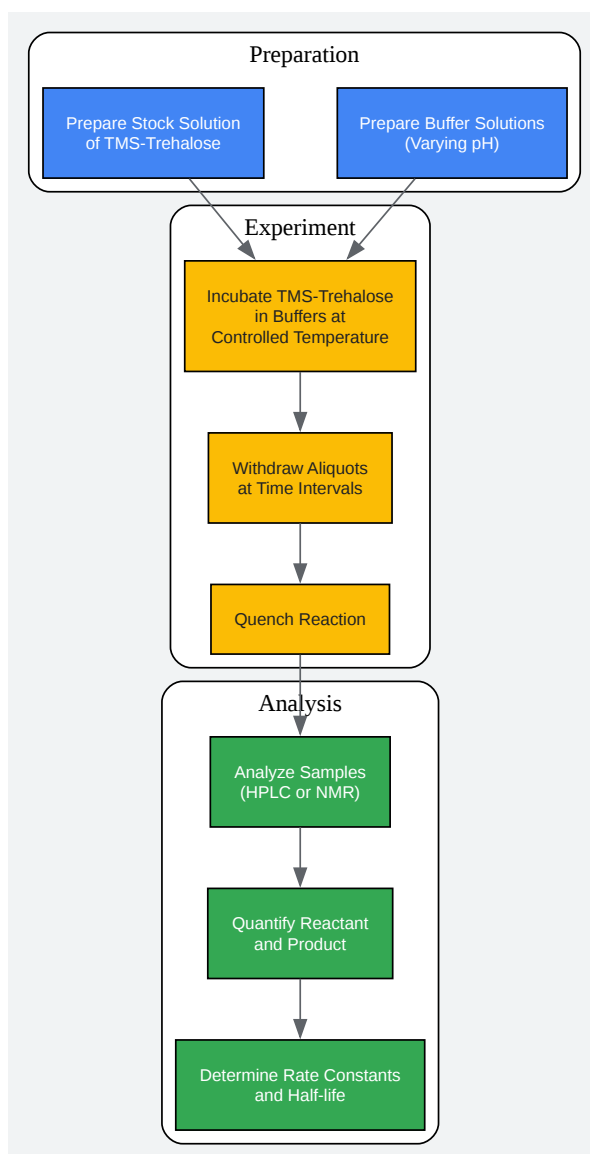 Preparation
Prepare Stock Solution
of TMS-Trehalose
Prepare Buffer Solutions
(Varying pH)
Experiment
Incubate TMS-Trehalose
in Buffers at
Controlled Temperature
Withdraw Aliquots
at Time Intervals
Quench Reaction
Analysis
Analyze Samples
(HPLC or NMR)
Quantify Reactant
and Product
Determine Rate Constants
and Half-life